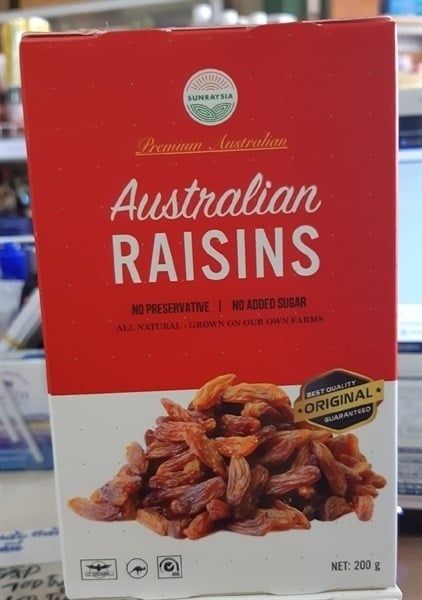 SUNRAYSIA
Premium Australian
Australian
RAISINS
NO PRESERVATIVE | NO ADDED SUGAR
ALL NATURAL - GROWN ON OUR OWN FARMS
BEST QUALITY
ORIGINAL
GUARANTEED
NET: 200 g